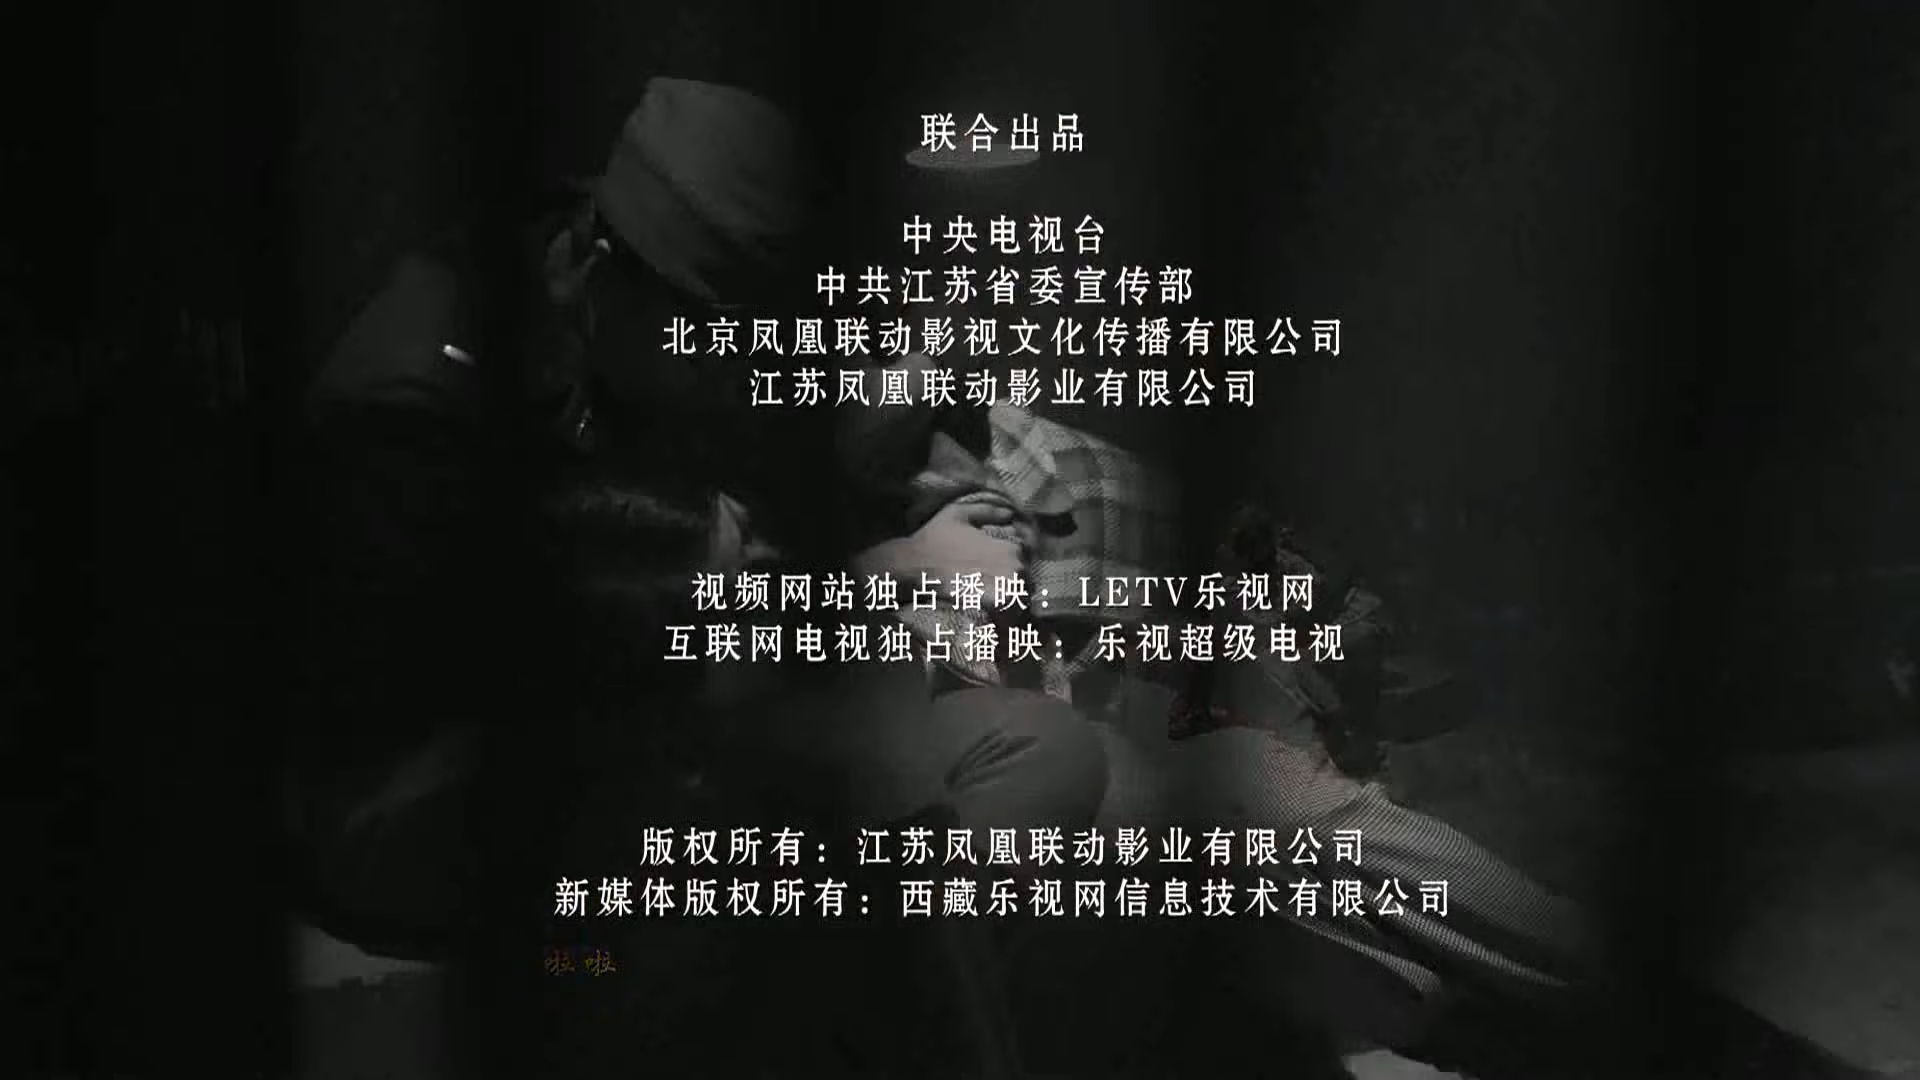 联合出品
中央电视台
中共江苏省委宣传部
北京凤凰联动影视文化传播有限公司
江苏凤凰联动影业有限公司
视频网站独占播映：LETV乐视网
互联网电视独占播映：乐视超级电视
版权所有：江苏凤凰联动影业有限公司
新媒体版权所有：西藏乐视网信息技术有限公司
啦 啦